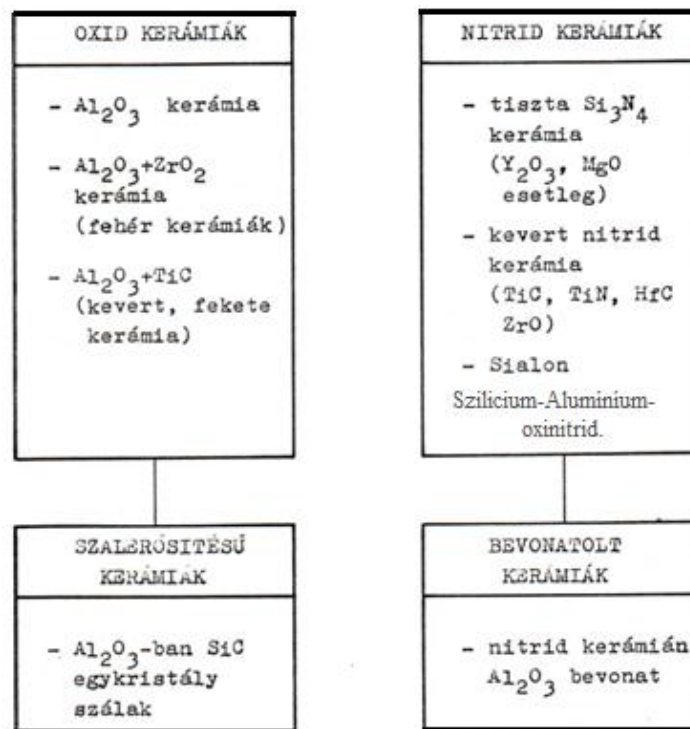 OXID KERÁMIÁK
- Al₂O₃ kerámia
- Al₂O₃+ZrO₂
kerámia
(fehér kerámiák)
- Al₂O₃+TiC
(kevert, fekete
kerámia)
NITRID KERÁMIÁK
- tiszta Si₃N₄
kerámia
(Y₂O₃, MgO
esetleg)
- kevert nitrid
kerámia
(TiC, TiN, HfC
ZrO)
- Sialon
Szilicium-Aluminium-
oxinitrid.
SZALERŐSITÉSŰ
KERÁMIÁK
- Al₂O₃-ban SiC
egykristály
szálak
BEVONATOLT
KERÁMIÁK
- nitrid kerámián
Al₂O₃ bevonat